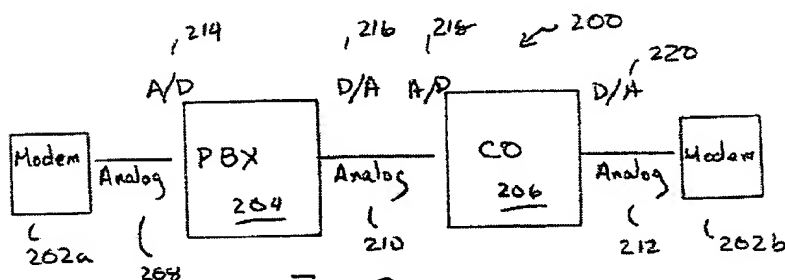 214 216 218 200
A/D D/A A/D D/A 220
Modem PBX CO Modem
Analog Analog Analog
204 206
202a 208 210 212 202b